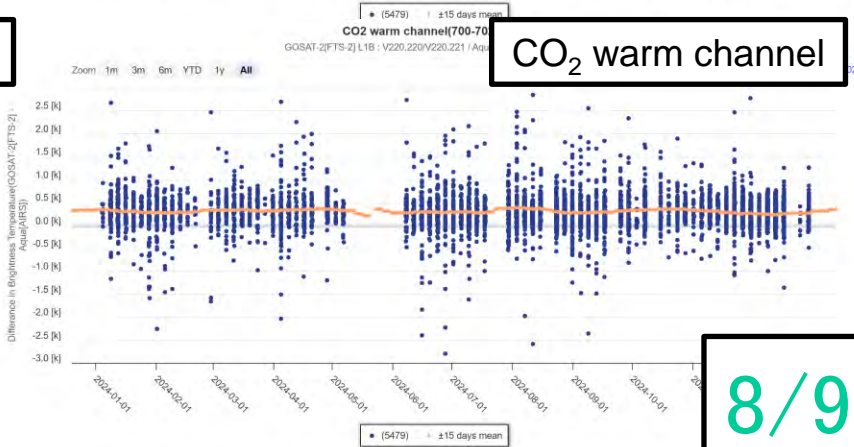 (5479) ±15 days mean
CO2 warm channel(700-70
GOSAT-2[FTS-2] L1B : V220.220/V220.221 / Aqu
CO₂ warm channel
Zoom 1m 3m 6m YTD 1y All
Difference in Brightness Temperature(GOSAT-2[FTS-2] -
Aqua[AIRS])
2.5 [k]
2.0 [k]
1.5 [k]
1.0 [k]
0.5 [k]
0.0 [k]
-0.5 [k]
-1.0 [k]
-1.5 [k]
-2.0 [k]
-2.5 [k]
-3.0 [k]
2024-01-01
2024-02-01
2024-03-01
2024-04-01
2024-05-01
2024-06-01
2024-07-01
2024-08-01
2024-09-01
2024-10-01
8/9
(5479) ±15 days mean